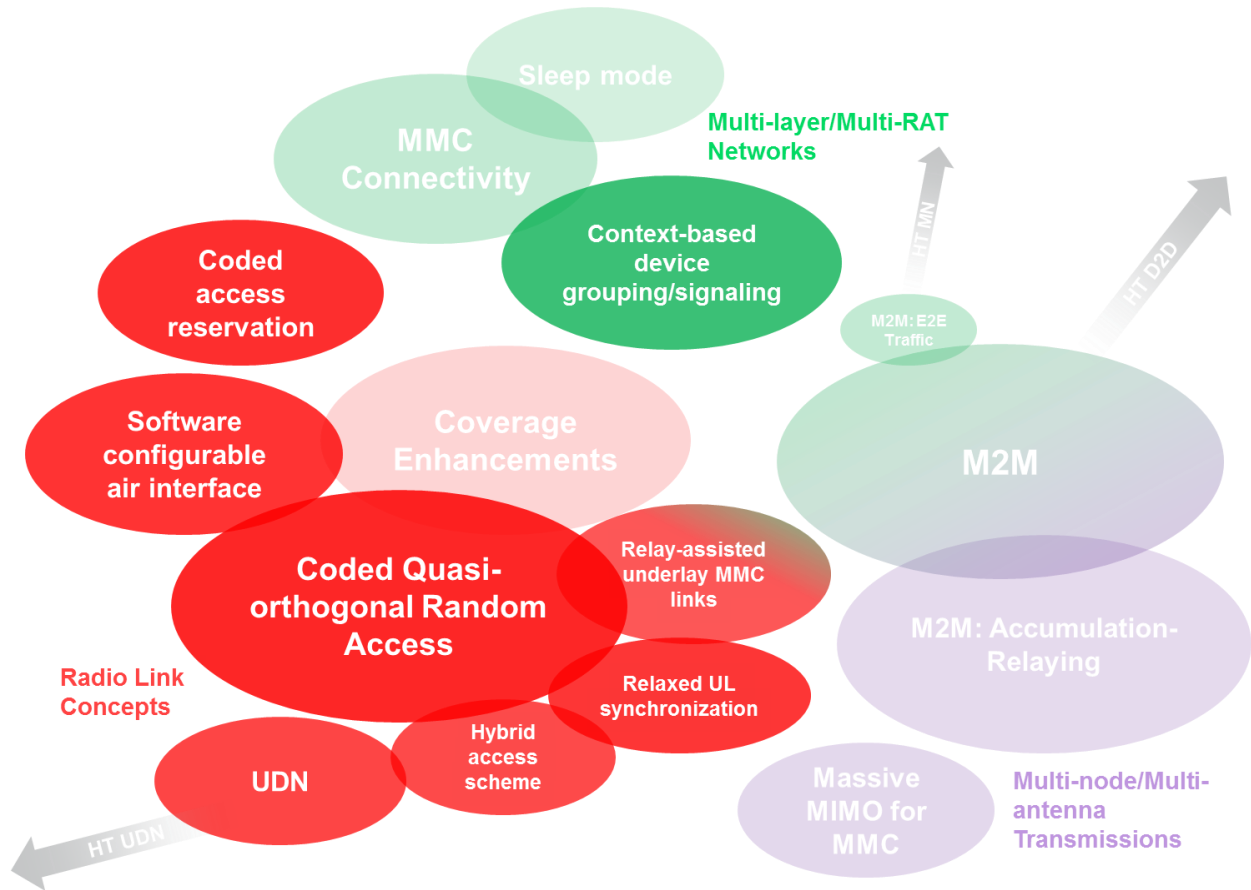 Sleep mode
MMC
Connectivity
Multi-layer/Multi-RAT
Networks
Context-based
device
grouping/signaling
HT MN
HT D2D
Coded
access
reservation
M2M: E2E
Traffic
Software
configurable
air interface
Coverage
Enhancements
M2M
Coded Quasi-
orthogonal Random
Access
Relay-assisted
underlay MMC
links
M2M: Accumulation-
Relaying
Radio Link
Concepts
Relaxed UL
synchronization
Hybrid
access
scheme
UDN
HT UDN
Massive
MIMO for
MMC
Multi-node/Multi-
antenna
Transmissions